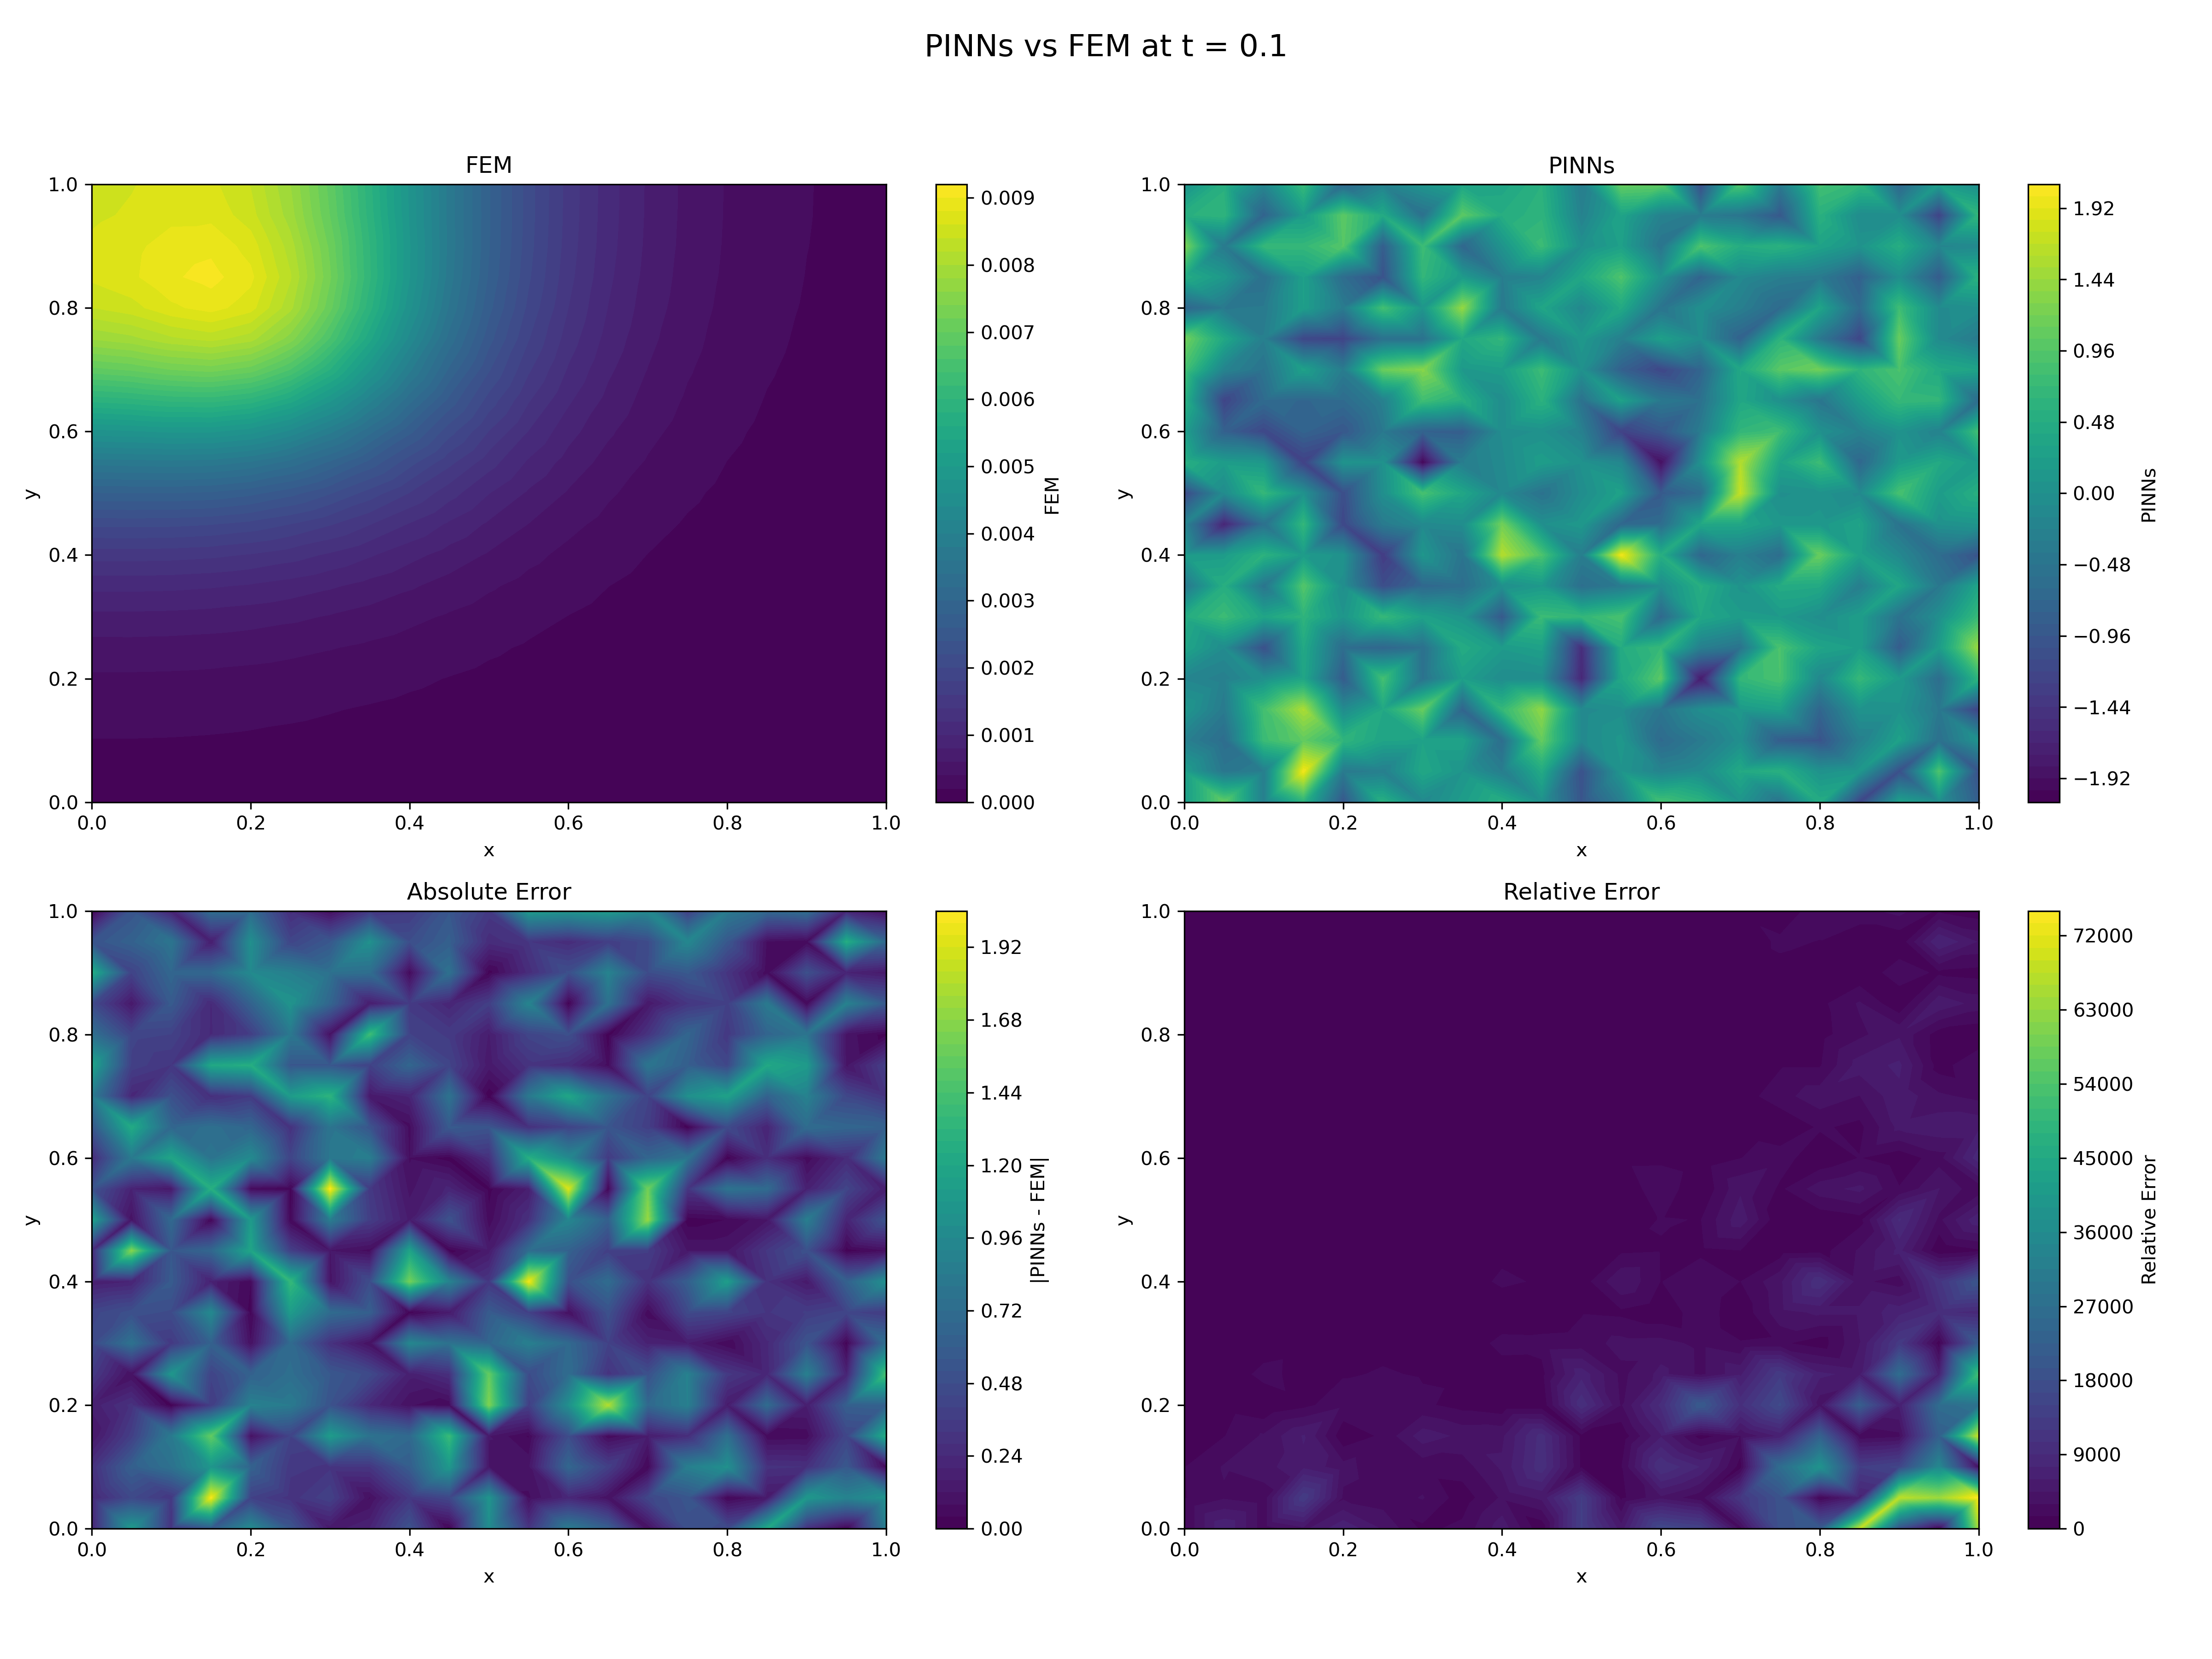 PINNs vs FEM at t = 0.1
FEM
1.0
0.8
0.6
0.4
0.2
0.0
y
0.0 0.2 0.4 0.6 0.8 1.0
x
0.009
0.008
0.007
0.006
0.005
0.004
0.003
0.002
0.001
0.000
FEM
PINNs
1.0
0.8
0.6
0.4
0.2
0.0
y
0.0 0.2 0.4 0.6 0.8 1.0
x
1.92
1.44
0.96
0.48
0.00
−0.48
−0.96
−1.44
−1.92
PINNs
Absolute Error
1.0
0.8
0.6
0.4
0.2
0.0
y
0.0 0.2 0.4 0.6 0.8 1.0
x
1.92
1.68
1.44
1.20
0.96
0.72
0.48
0.24
0.00
|PINNs - FEM|
Relative Error
1.0
0.8
0.6
0.4
0.2
0.0
y
0.0 0.2 0.4 0.6 0.8 1.0
x
72000
63000
54000
45000
36000
27000
18000
9000
0
Relative Error